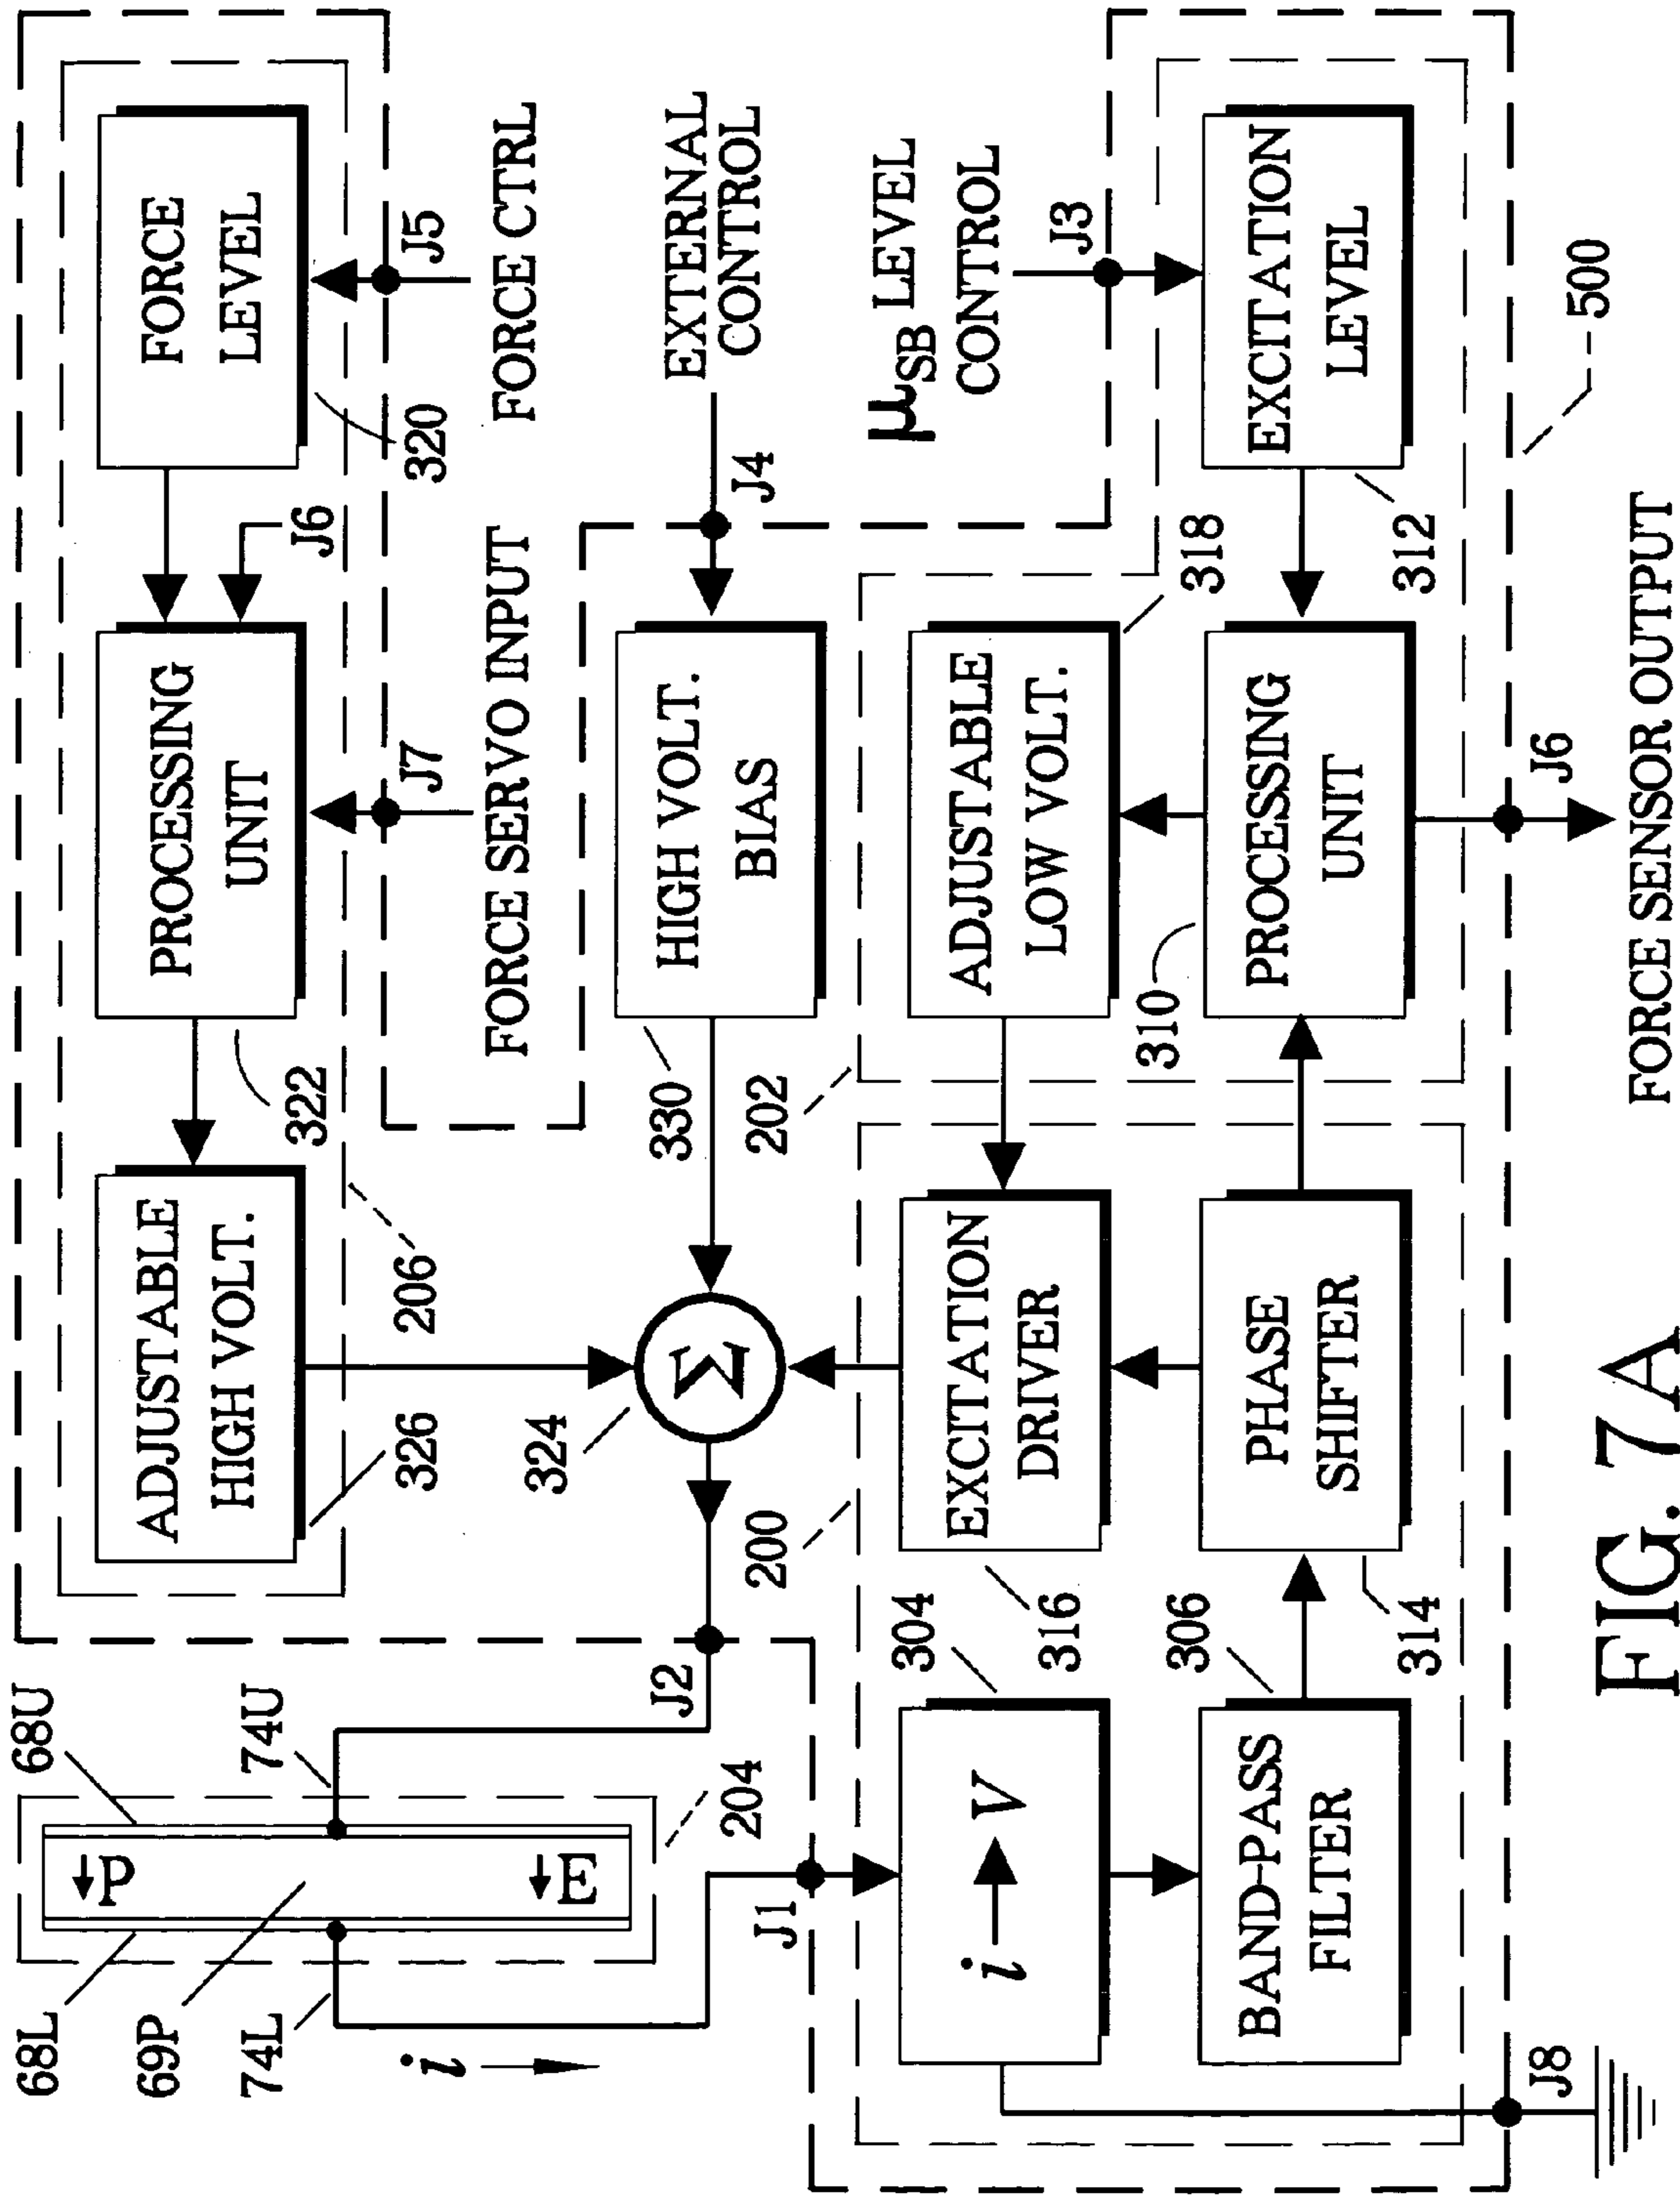 68U
68L
69P
74U
74L
P
E
204
i
J2
J1
ADJUSTABLE
HIGH VOLT.
326
206
PROCESSING
UNIT
322
J6
FORCE
LEVEL
320
J7
J5
FORCE SERVO INPUT
FORCE CTRL
324
Σ
330
HIGH VOLT.
BIAS
J4
EXTERNAL
CONTROL
200
202
304
i V
316
EXCITATION
DRIVER
ADJUSTABLE
LOW VOLT.
318
μSB LEVEL
CONTROL
J3
306
BAND-PASS
FILTER
314
PHASE
SHIFTER
310
PROCESSING
UNIT
312
EXCITATION
LEVEL
J8
J6
500
FORCE SENSOR OUTPUT
FIG. 7A